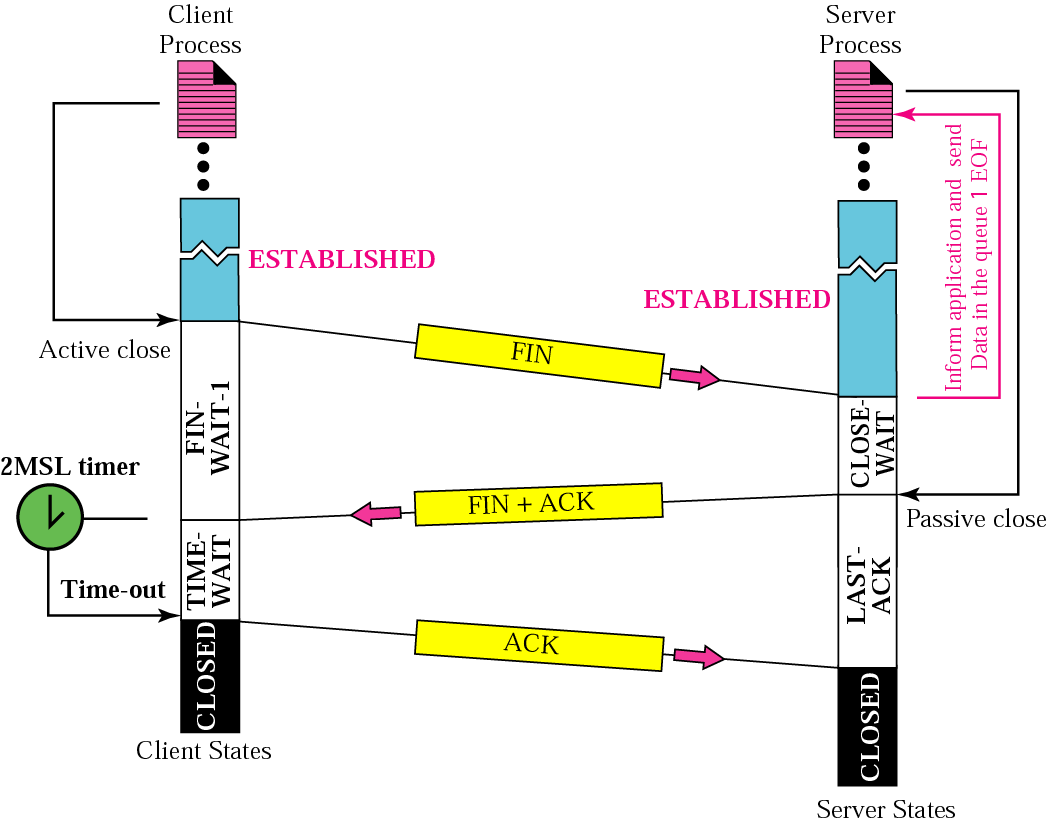 Client
Process
Server
Process
Inform application and send
Data in the queue 1 EOF
ESTABLISHED
ESTABLISHED
Active close
FIN
FIN-
WAIT-1
CLOSE-
WAIT
2MSL timer
FIN + ACK
Passive close
TIME-
WAIT
Time-out
LAST-
ACK
ACK
CLOSED
CLOSED
Client States
Server States